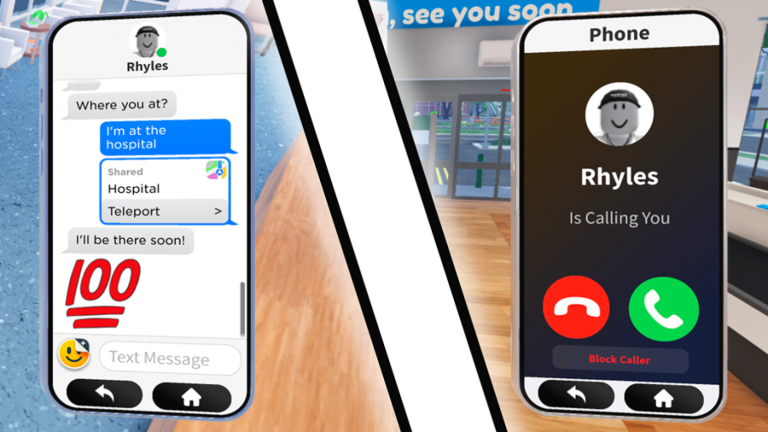 Rhyles
Where you at?
I'm at the
hospital
Shared
Hospital
Teleport >
I'll be there soon!
100
Text Message
, see you soon
Phone
Rhyles
Is Calling You
Block Caller